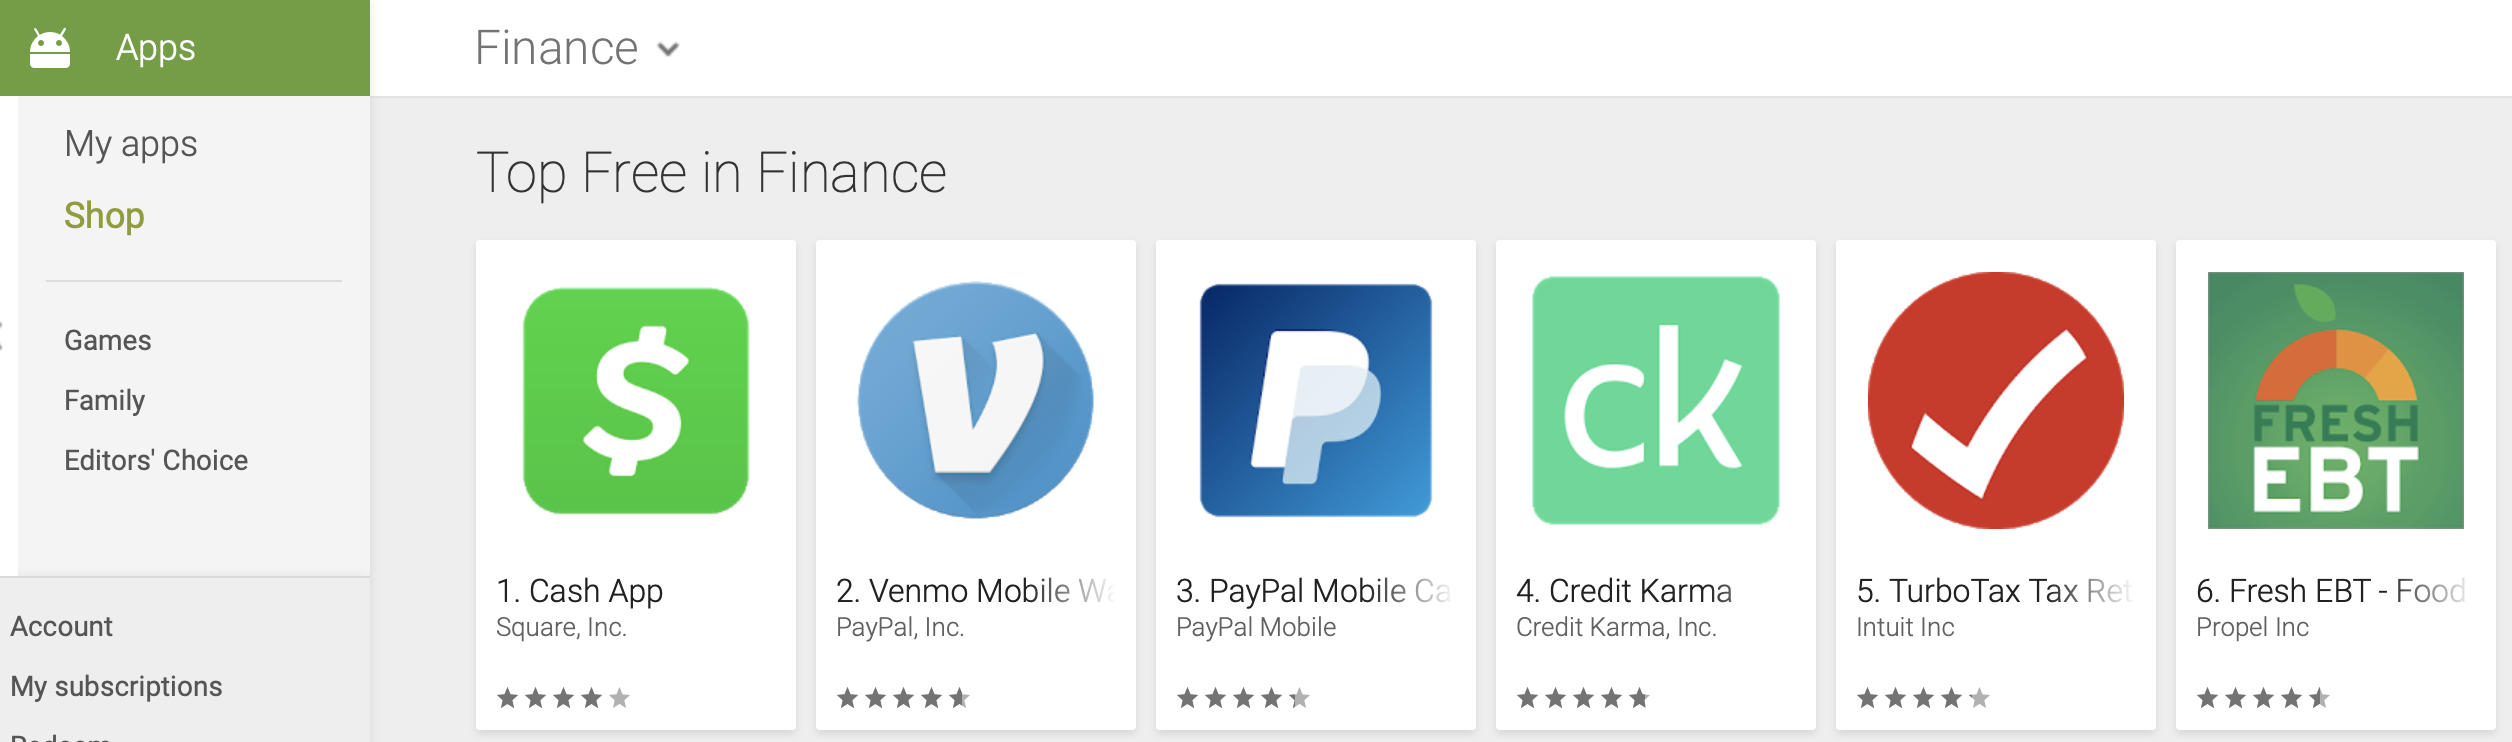 Apps
Finance
My apps
Shop
Games
Family
Editors' Choice
Account
My subscriptions
Top Free in Finance
$
V
P
ck
FRESH
EBT
1. Cash App
Square, Inc.
2. Venmo Mobile
PayPal, Inc.
3. PayPal Mobile Ca
PayPal Mobile
4. Credit Karma
Credit Karma, Inc.
5. TurboTax Tax Ret
Intuit Inc
6. Fresh EBT - Food
Propel Inc